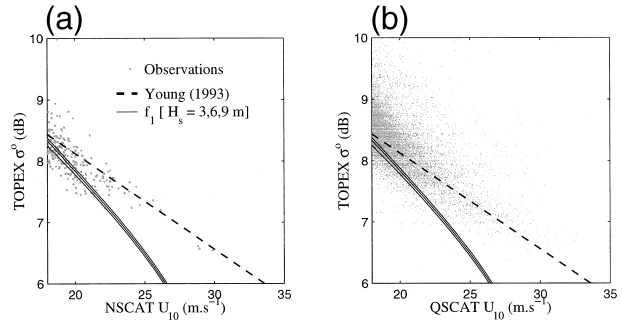 (a)
10
9
8
7
6
TOPEX σ° (dB)
Observations
Young (1993)
f₁ [ Hₛ = 3,6,9 m]
18 20 25 30 35
NSCAT U₁₀ (m.s⁻¹)
(b)
10
9
8
7
6
TOPEX σ° (dB)
20 25 30 35
QSCAT U₁₀ (m.s⁻¹)